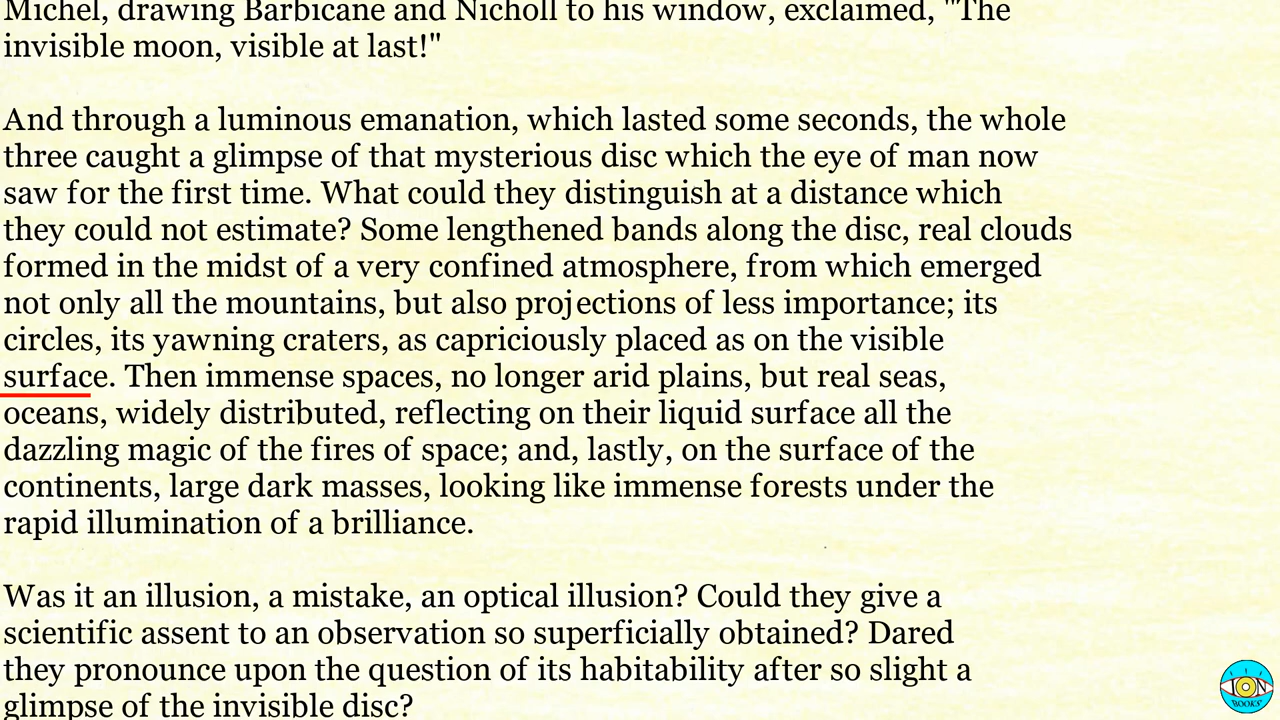 Michel, drawing Barbicane and Nicholl to his window, exclaimed, "The
invisible moon, visible at last!"
And through a luminous emanation, which lasted some seconds, the whole
three caught a glimpse of that mysterious disc which the eye of man now
saw for the first time. What could they distinguish at a distance which
they could not estimate? Some lengthened bands along the disc, real clouds
formed in the midst of a very confined atmosphere, from which emerged
not only all the mountains, but also projections of less importance; its
circles, its yawning craters, as capriciously placed as on the visible
surface. Then immense spaces, no longer arid plains, but real seas,
oceans, widely distributed, reflecting on their liquid surface all the
dazzling magic of the fires of space; and, lastly, on the surface of the
continents, large dark masses, looking like immense forests under the
rapid illumination of a brilliance.
Was it an illusion, a mistake, an optical illusion? Could they give a
scientific assent to an observation so superficially obtained? Dared
they pronounce upon the question of its habitability after so slight a
glimpse of the invisible disc?
ION
BOOKS